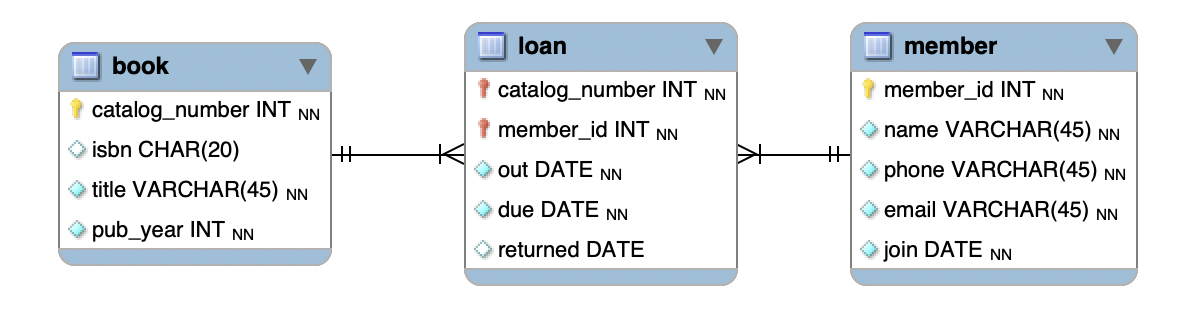 book
catalog_number INT NN
isbn CHAR(20)
title VARCHAR(45) NN
pub_year INT NN
loan
catalog_number INT NN
member_id INT NN
out DATE NN
due DATE NN
returned DATE
member
member_id INT NN
name VARCHAR(45) NN
phone VARCHAR(45) NN
email VARCHAR(45) NN
join DATE NN